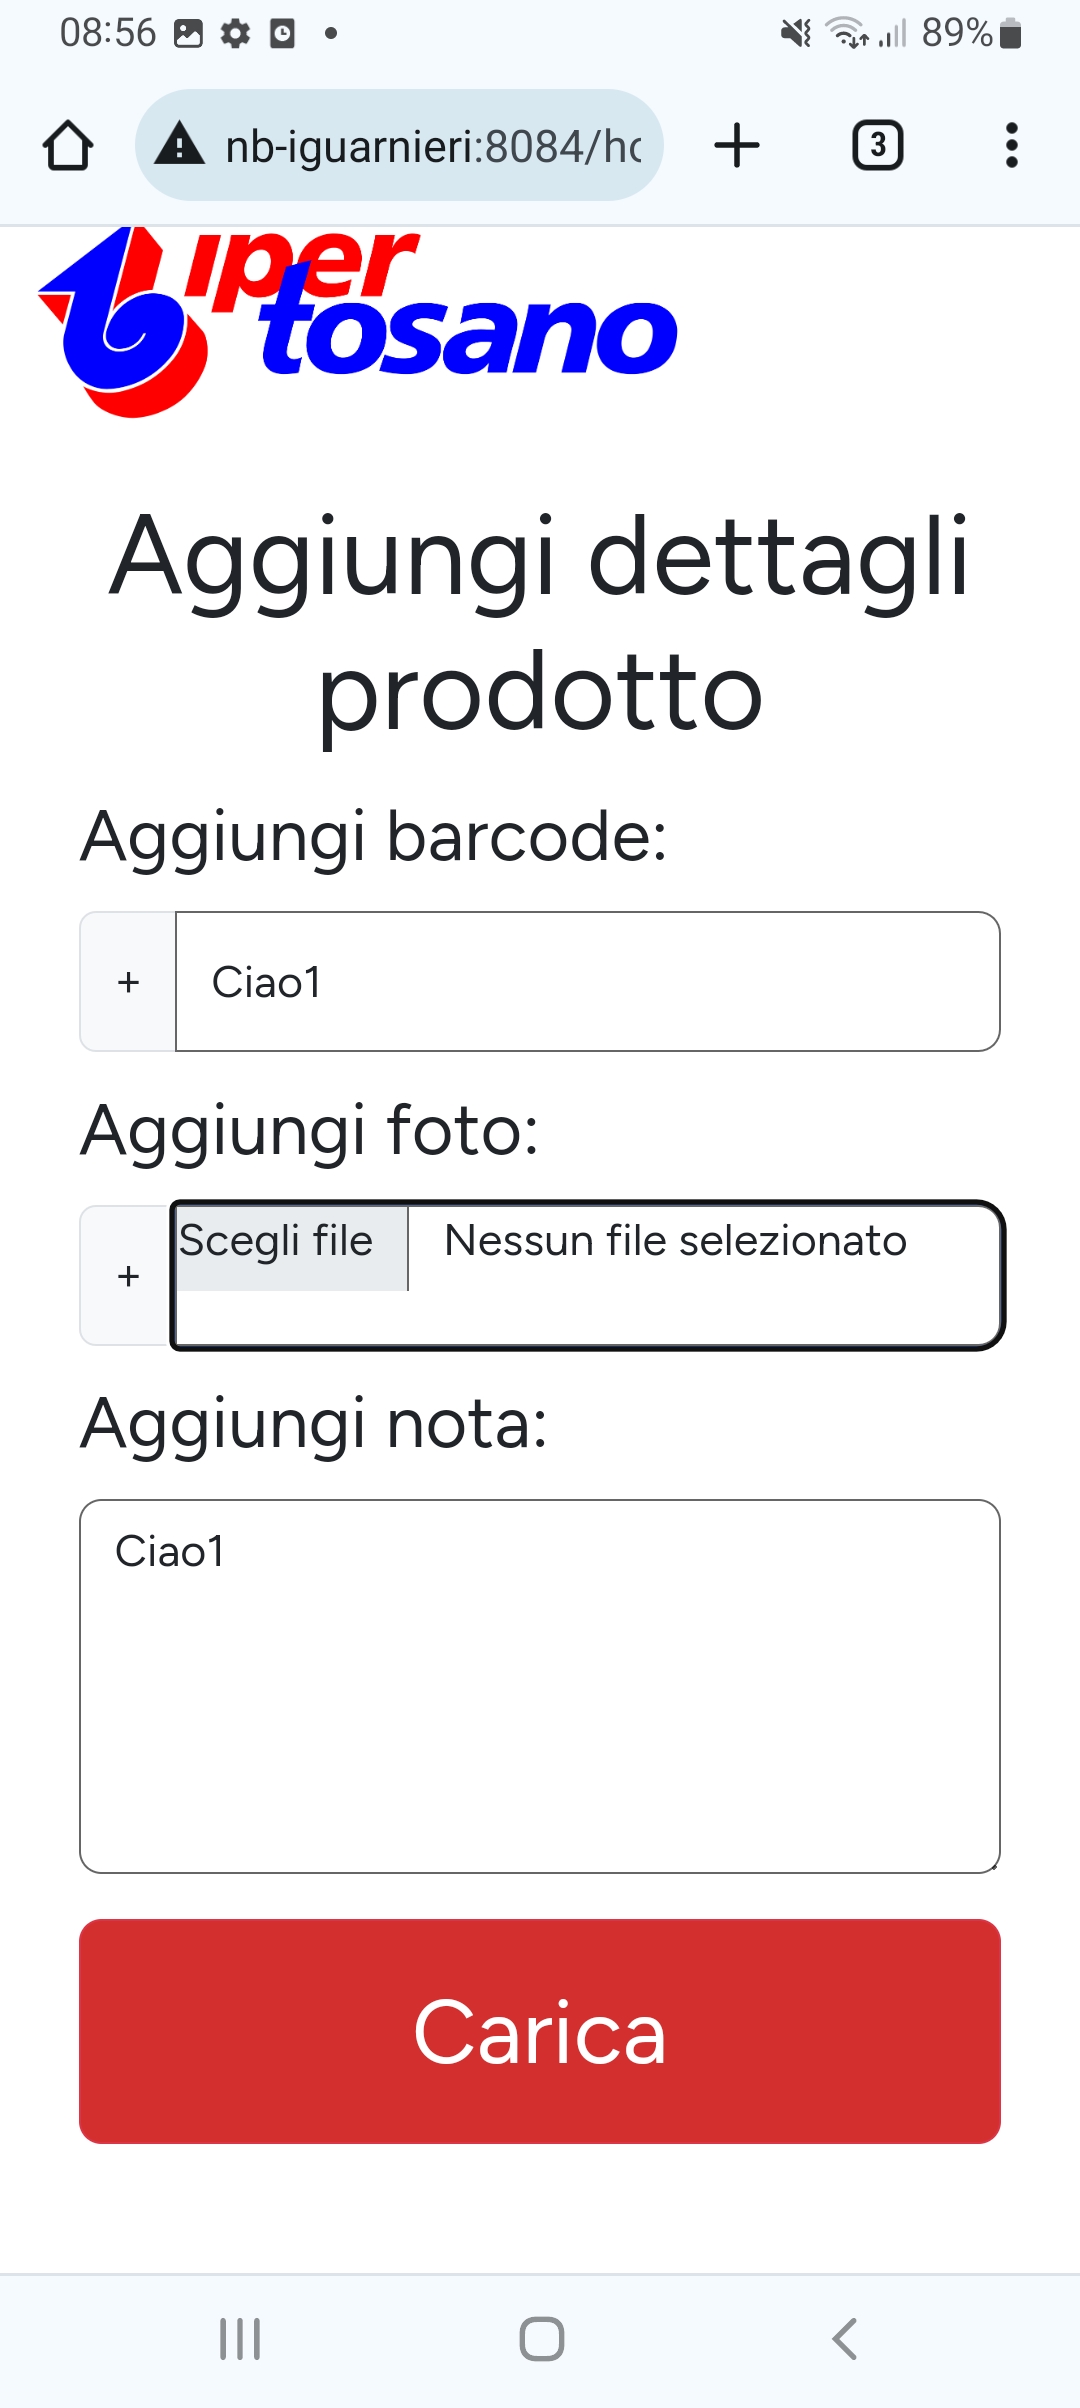 08:56 89%
nb-iguarnieri:8084/hc 3
iper
tosano
Aggiungi dettagli
prodotto
Aggiungi barcode:
+ Ciao1
Aggiungi foto:
+ Scegli file Nessun file selezionato
Aggiungi nota:
Ciao1
Carica